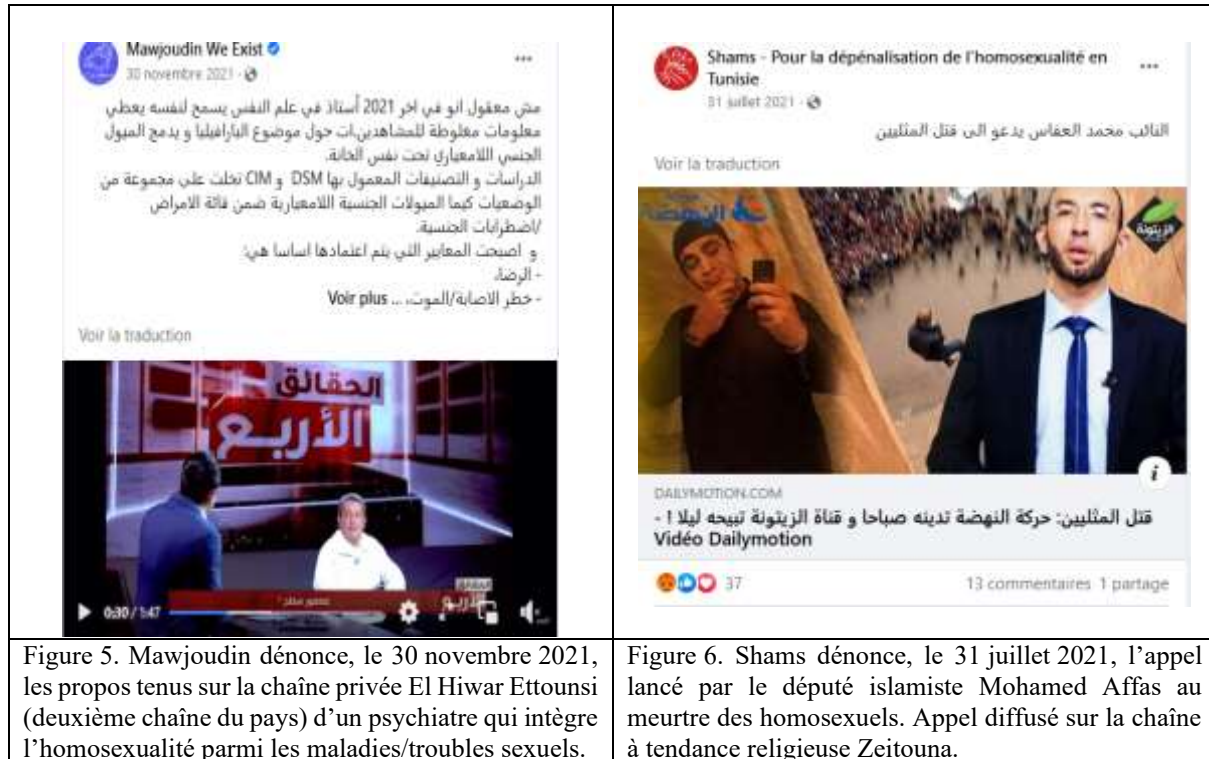 Mawjoudin We Exist
30 novembre 2021
مش معقول انو في اخر 2021 أستاذ في علم النفس يسمح لنفسه يعطي
معلومات مغلوطة للمشاهدين.ات حول موضوع البارافيليا و يدمج الميول
الجنسي اللامعياري تحت نفس الخانة.
الدراسات و التصنيفات المعمول بها DSM و CIM تخلت على مجموعة من
الوضعيات كيما الميولات الجنسية اللامعيارية ضمن قائة الامراض
/اضطرابات الجنسية.
و اصبحت المعايير التي يتم اعتمادها اساسا هي:
- الرضا،
- خطر الاصابة/الموت، ... Voir plus
Voir la traduction
الحقائق
الأربع
0:30 / 1:47
Figure 5. Mawjoudin dénonce, le 30 novembre 2021,
les propos tenus sur la chaîne privée El Hiwar Ettounsi
(deuxième chaîne du pays) d’un psychiatre qui intègre
l’homosexualité parmi les maladies/troubles sexuels.
Shams - Pour la dépénalisation de l'homosexualité en
Tunisie
31 juillet 2021
النائب محمد العفاس يدعو الى قتل المثليين
Voir la traduction
النهضة
الزيتونة
DAILYMOTION.COM
قتل المثليين: حركة النهضة تدينه صباحا و قناة الزيتونة تبيحه ليلا ! -
Vidéo Dailymotion
37
13 commentaires 1 partage
Figure 6. Shams dénonce, le 31 juillet 2021, l’appel
lancé par le député islamiste Mohamed Affas au
meurtre des homosexuels. Appel diffusé sur la chaîne
à tendance religieuse Zeitouna.